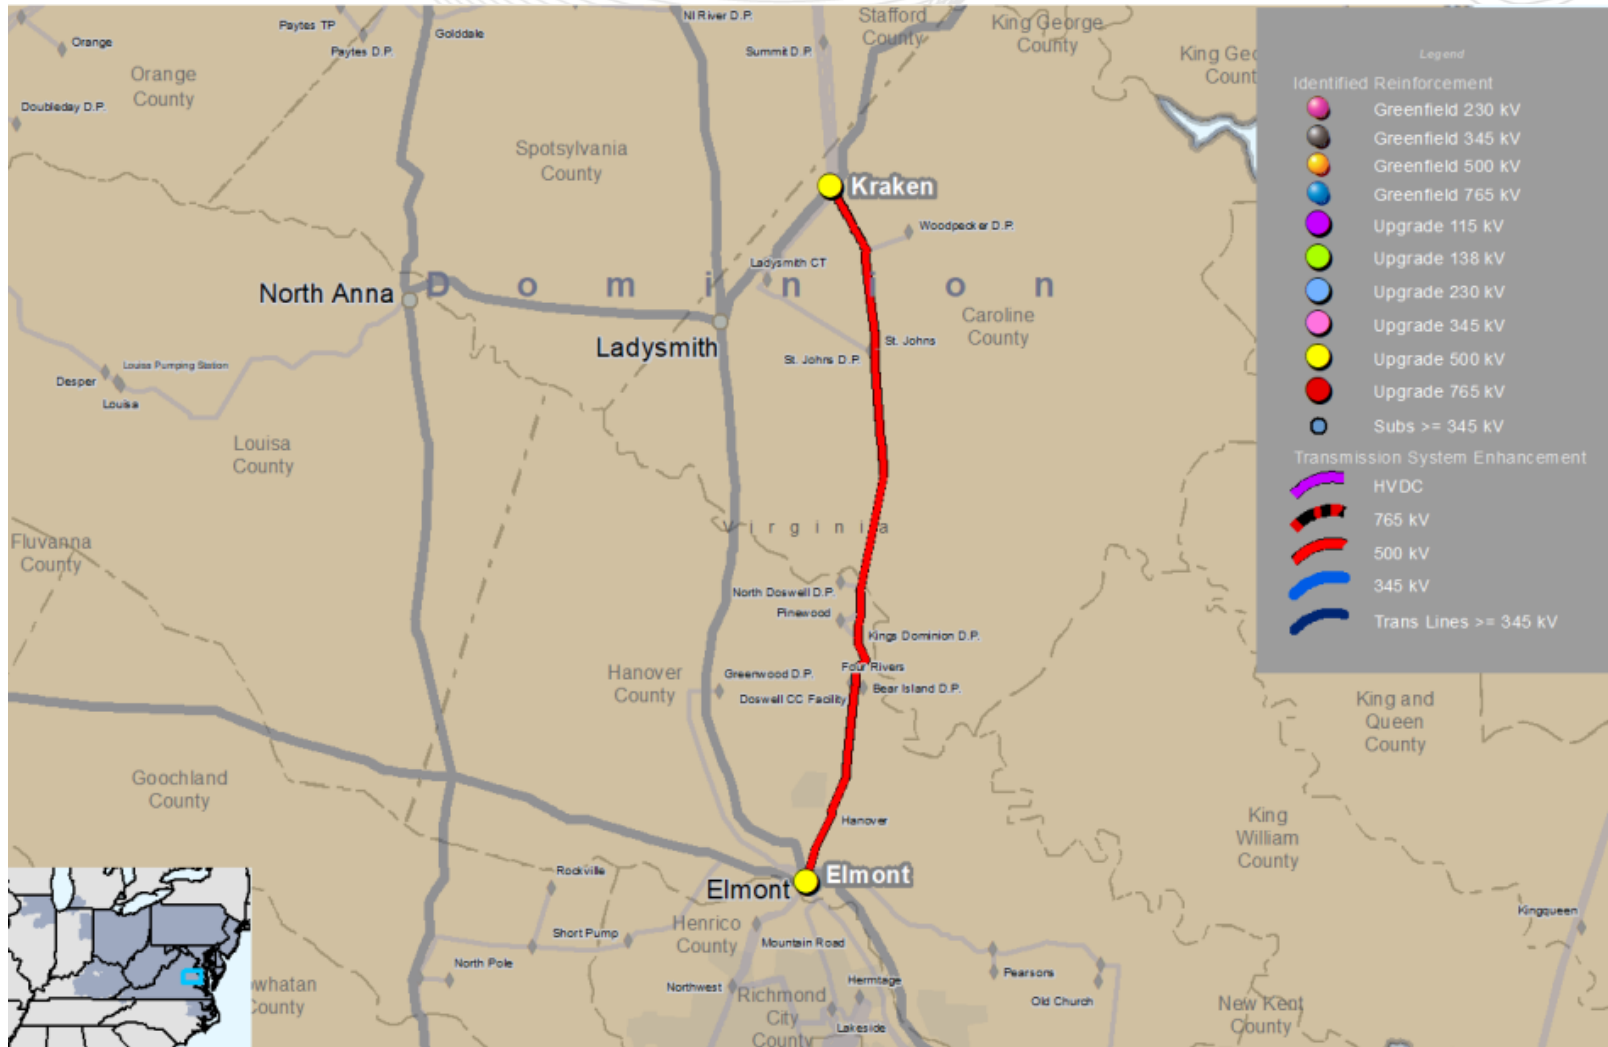 NI River D.P.
Stafford
County
King George
County
Paytes TP
Golddale
Orange
Paytes D.P.
Summit D.P.
King Geo
Count
Orange
County
Doubleday D.P.
Spotsylvania
County
Kraken
Woodpecker D.P.
Ladysmith CT
North Anna
D o m i n i o n
Caroline
County
Ladysmith
St. Johns
St. Johns D.P.
Louisa Pumping Station
Desper
Louisa
Louisa
County
Virginia
Fluvanna
County
North Doswell D.P.
Pinewood
Kings Dominion D.P.
Hanover
County
Greenwood D.P.
Four Rivers
Doswell CC Facility
Bear Island D.P.
King and
Queen
County
Goochland
County
Hanover
King
William
County
Rockville
Elmont
Elmont
Henrico
County
Short Pump
Mountain Road
Kingqueen
North Pole
Northwest
Hermitage
Pearsons
Old Church
owhatan
County
Richmond
City
County
Lakeside
New Kent
County
Legend
Identified Reinforcement
Greenfield 230 kV
Greenfield 345 kV
Greenfield 500 kV
Greenfield 765 kV
Upgrade 115 kV
Upgrade 138 kV
Upgrade 230 kV
Upgrade 345 kV
Upgrade 500 kV
Upgrade 765 kV
Subs >= 345 kV
Transmission System Enhancement
HVDC
765 kV
500 kV
345 kV
Trans Lines >= 345 kV